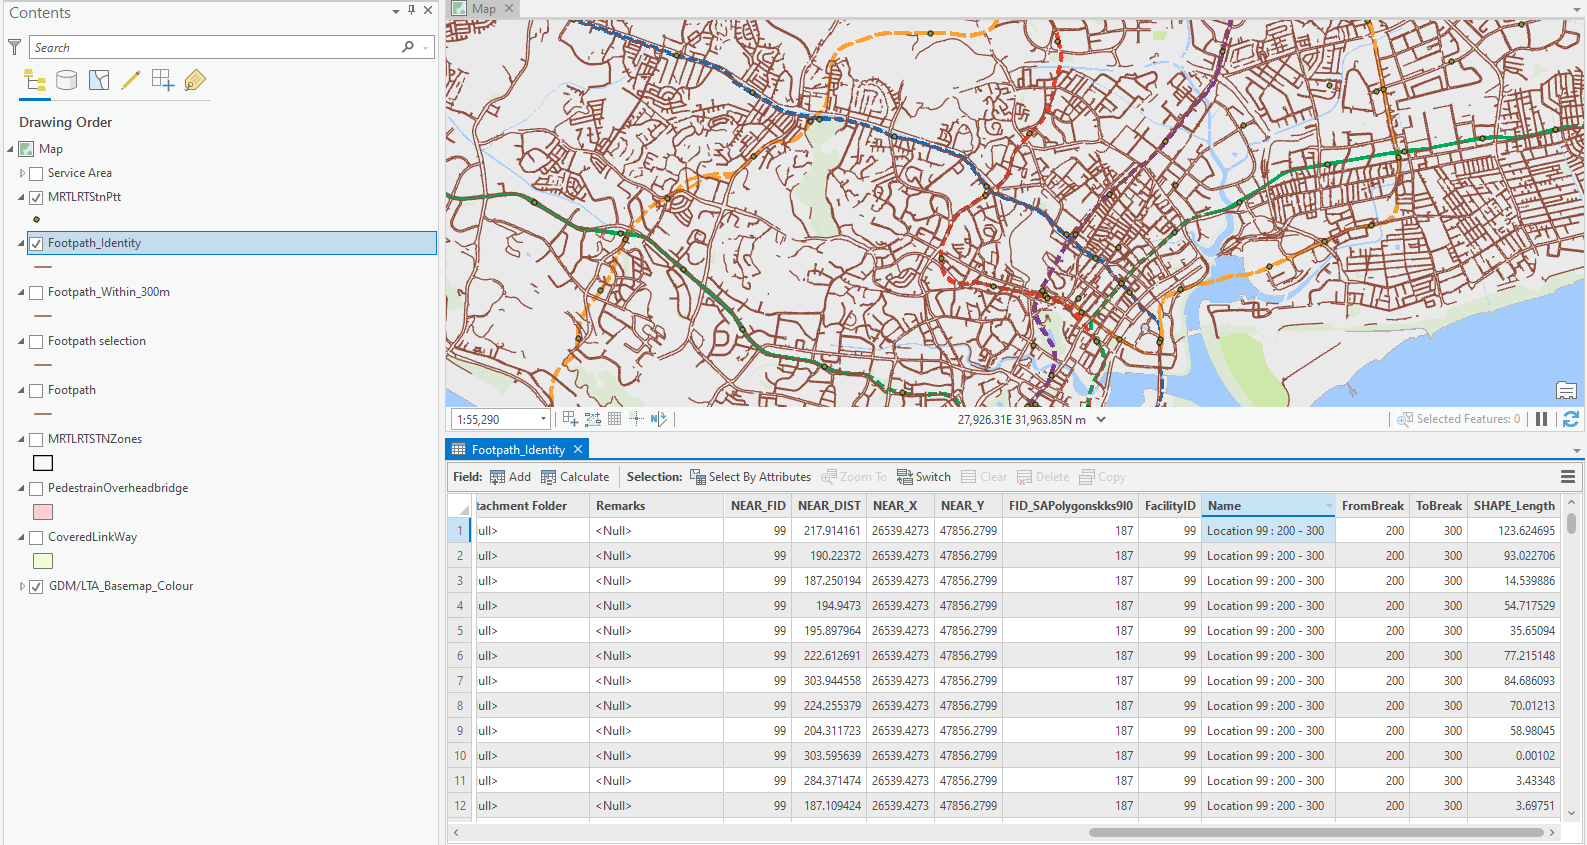 Contents
Search
Drawing Order
Map
Service Area
MRTLRTStnPtt
Footpath_Identity
Footpath_Within_300m
Footpath selection
Footpath
MRTLRTSTNZones
PedestrainOverheadbridge
CoveredLinkWay
GDM/LTA_Basemap_Colour
Map
1:55,290
27,926.31E 31,963.85N m
Selected Features: 0
Footpath_Identity
Field: Add Calculate Selection: Select By Attributes Zoom To Switch Clear Delete Copy
tachment Folder Remarks NEAR_FID NEAR_DIST NEAR_X NEAR_Y FID_SAPolygonskks9l0 FacilityID Name FromBreak ToBreak SHAPE_Length
1 ull> <Null> 99 217.914161 26539.4273 47856.2799 187 99 Location 99 : 200 - 300 200 300 123.624695
2 ull> <Null> 99 190.22372 26539.4273 47856.2799 187 99 Location 99 : 200 - 300 200 300 93.022706
3 ull> <Null> 99 187.250194 26539.4273 47856.2799 187 99 Location 99 : 200 - 300 200 300 14.539886
4 ull> <Null> 99 194.9473 26539.4273 47856.2799 187 99 Location 99 : 200 - 300 200 300 54.717529
5 ull> <Null> 99 195.897964 26539.4273 47856.2799 187 99 Location 99 : 200 - 300 200 300 35.65094
6 ull> <Null> 99 222.612691 26539.4273 47856.2799 187 99 Location 99 : 200 - 300 200 300 77.215148
7 ull> <Null> 99 303.944558 26539.4273 47856.2799 187 99 Location 99 : 200 - 300 200 300 84.686093
8 ull> <Null> 99 224.255379 26539.4273 47856.2799 187 99 Location 99 : 200 - 300 200 300 70.01213
9 ull> <Null> 99 204.311723 26539.4273 47856.2799 187 99 Location 99 : 200 - 300 200 300 58.98045
10 ull> <Null> 99 303.595639 26539.4273 47856.2799 187 99 Location 99 : 200 - 300 200 300 0.00102
11 ull> <Null> 99 284.371474 26539.4273 47856.2799 187 99 Location 99 : 200 - 300 200 300 3.43348
12 ull> <Null> 99 187.109424 26539.4273 47856.2799 187 99 Location 99 : 200 - 300 200 300 3.69751